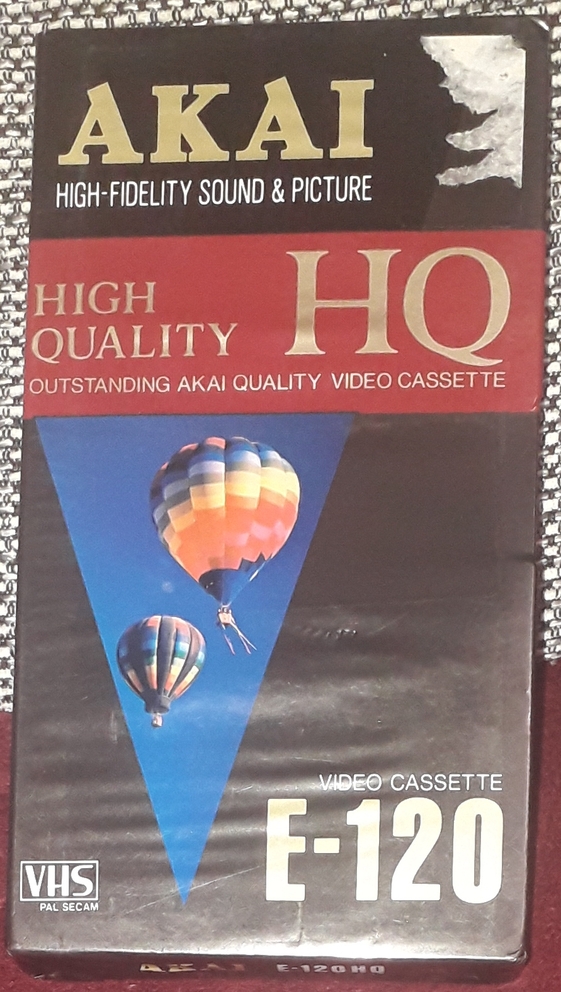 AKAI
HIGH-FIDELITY SOUND & PICTURE
HIGH
QUALITY
HQ
OUTSTANDING AKAI QUALITY VIDEO CASSETTE
VIDEO CASSETTE
E-120
VHS
PAL SECAM
AKAI E-120HQ